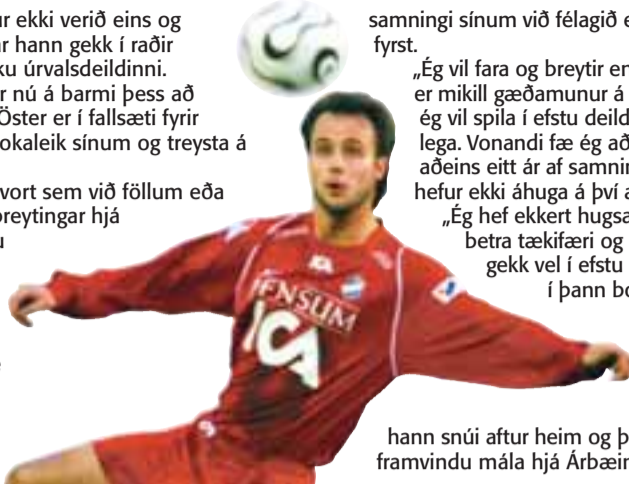 ur ekki verið eins og
ar hann gekk í raðir
ku úrvalsdeildinni.
r nú á barmi þess að
Öster er í fallsæti fyrir
okaleik sínum og treysta á
vort sem við föllum eða
breytingar hjá
u
samningi sínum við félagið e
fyrst.
„Ég vil fara og breytir en
er mikill gæðamunur á
ég vil spila í efstu deild
lega. Vonandi fæ ég að
aðeins eitt ár af samnin
hefur ekki áhuga á því a
„Ég hef ekkert hugsa
betra tækifæri og
gekk vel í efstu
í þann bo
hann snúi aftur heim og þ
framvindu mála hjá Árbæin
ENSUM
ICA